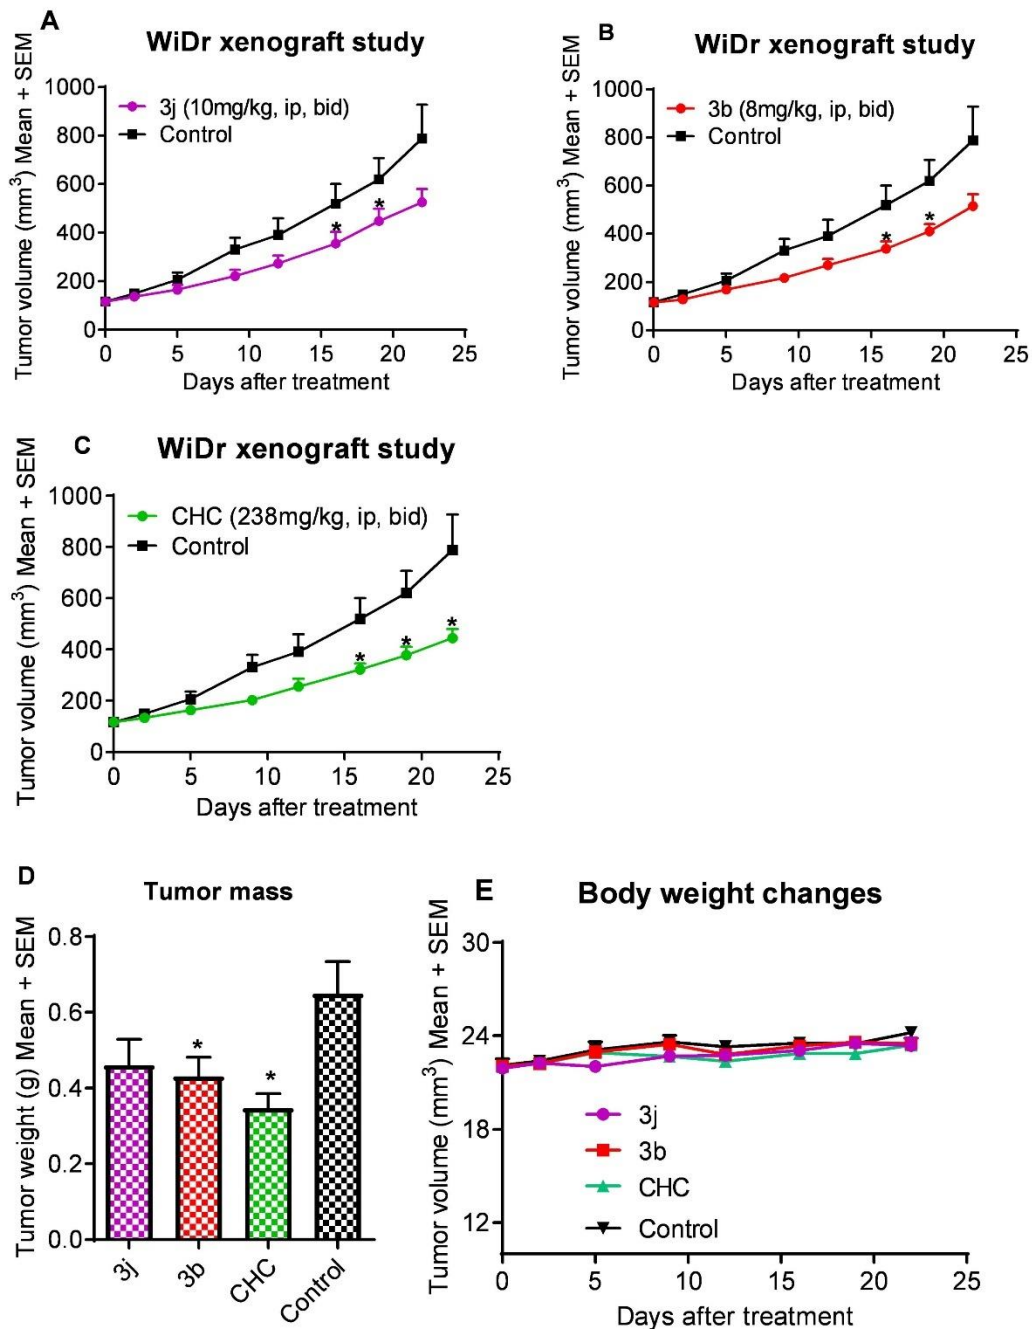 A
WiDr xenograft study
Tumor volume (mm³) Mean + SEM
1000
800
600
400
200
0
3j (10mg/kg, ip, bid)
Control
*
*
0 5 10 15 20 25
Days after treatment
B
WiDr xenograft study
Tumor volume (mm³) Mean + SEM
1000
800
600
400
200
0
3b (8mg/kg, ip, bid)
Control
*
*
0 5 10 15 20 25
Days after treatment
C
WiDr xenograft study
Tumor volume (mm³) Mean + SEM
1000
800
600
400
200
0
CHC (238mg/kg, ip, bid)
Control
*
*
*
0 5 10 15 20 25
Days after treatment
D
Tumor mass
Tumor weight (g) Mean + SEM
0.8
0.6
0.4
0.2
0.0
*
*
3j
3b
CHC
Control
E
Body weight changes
Tumor volume (mm³) Mean + SEM
30
24
18
12
3j
3b
CHC
Control
0 5 10 15 20 25
Days after treatment